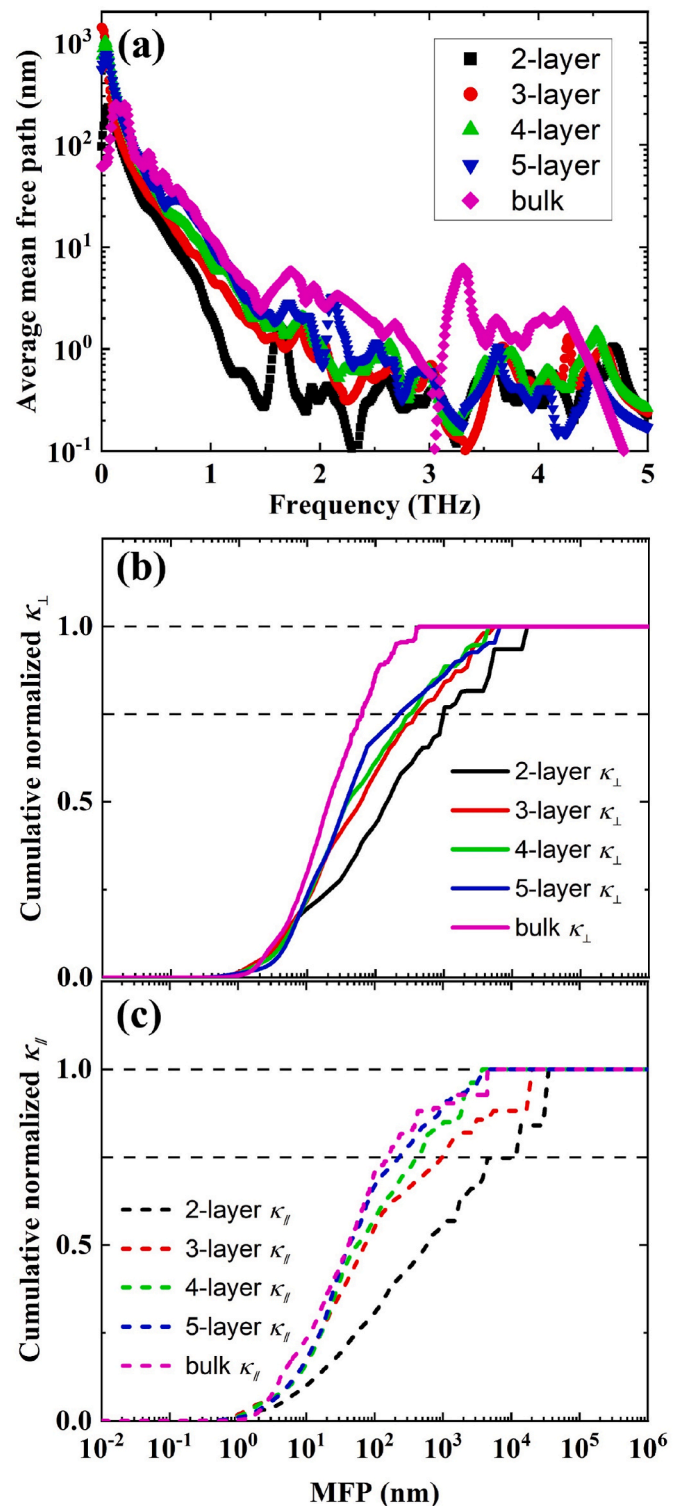 (a)
2-layer
3-layer
4-layer
5-layer
bulk
Average mean free path (nm)
10³
10²
10¹
10⁰
10⁻¹
0 1 2 3 4 5
Frequency (THz)
(b)
Cumulative normalized κ⊥
1.0
0.5
0.0
2-layer κ⊥
3-layer κ⊥
4-layer κ⊥
5-layer κ⊥
bulk κ⊥
(c)
Cumulative normalized κ∥
1.0
0.5
0.0
2-layer κ∥
3-layer κ∥
4-layer κ∥
5-layer κ∥
bulk κ∥
10⁻² 10⁻¹ 10⁰ 10¹ 10² 10³ 10⁴ 10⁵ 10⁶
MFP (nm)